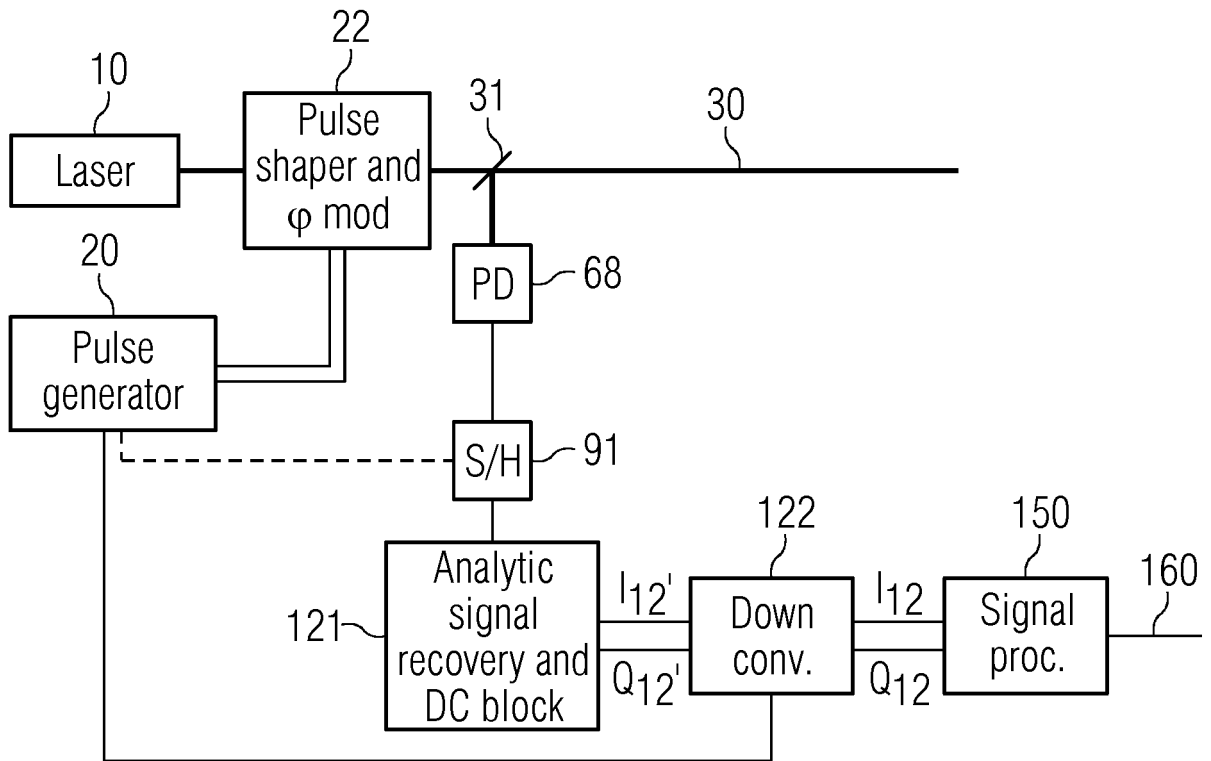 10
Laser
22
Pulse
shaper and
φ mod
31
30
20
Pulse
generator
PD
68
S/H
91
121
Analytic
signal
recovery and
DC block
I12'
Q12'
122
Down
conv.
I12
Q12
150
Signal
proc.
160